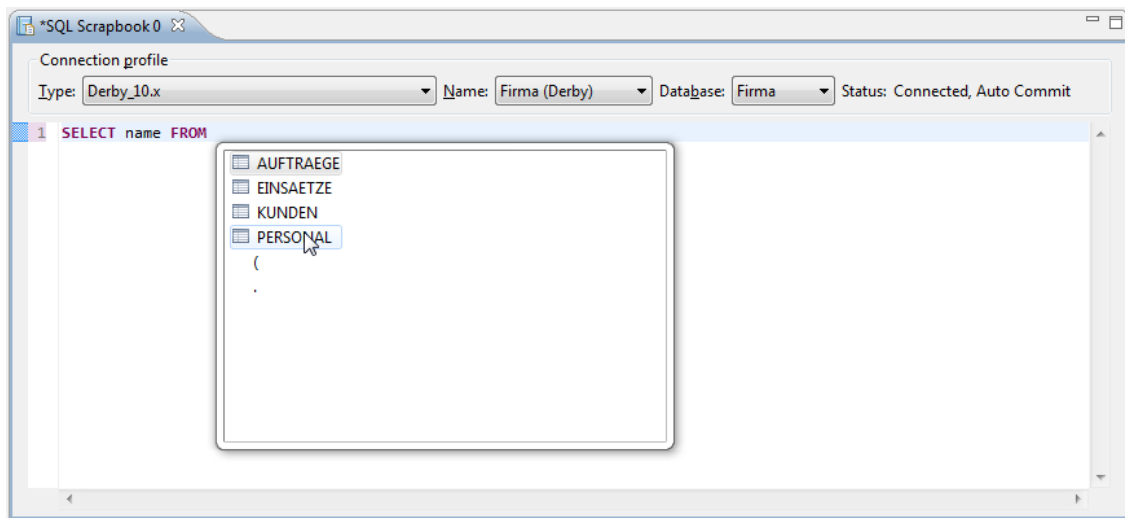 *SQL Scrapbook 0
Connection profile
Type: Derby_10.x Name: Firma (Derby) Database: Firma Status: Connected, Auto Commit
1 SELECT name FROM
AUFTRAEGE
EINSAETZE
KUNDEN
PERSONAL
(
.